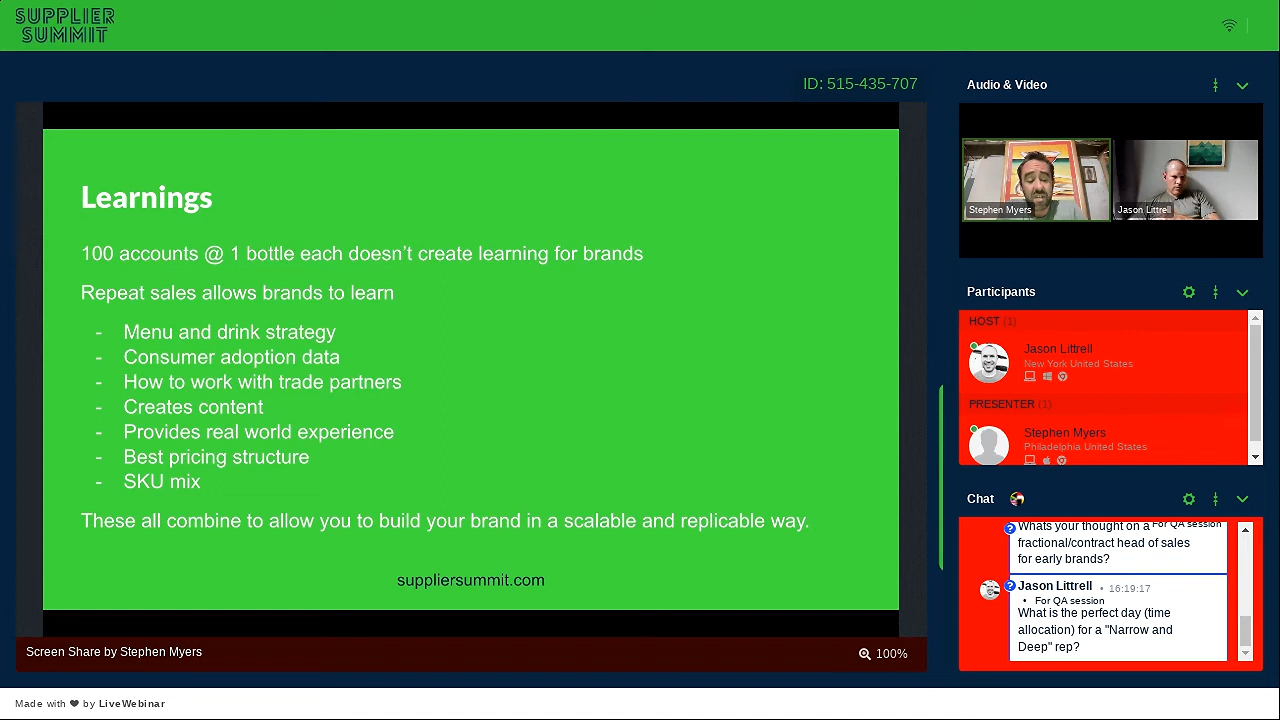 SUPPLIER
SUMMIT
ID: 515-435-707
Learnings
100 accounts @ 1 bottle each doesn't create learning for brands
Repeat sales allows brands to learn
- Menu and drink strategy
- Consumer adoption data
- How to work with trade partners
- Creates content
- Provides real world experience
- Best pricing structure
- SKU mix
These all combine to allow you to build your brand in a scalable and replicable way.
suppliersummit.com
Screen Share by Stephen Myers
100%
Audio & Video
Stephen Myers
Jason Littrell
Participants
HOST (1)
Jason Littrell
New York United States
PRESENTER (1)
Stephen Myers
Philadelphia United States
Chat
For QA session
Whats your thought on a
fractional/contract head of sales
for early brands?
Jason Littrell • 16:19:17
• For QA session
What is the perfect day (time
allocation) for a "Narrow and
Deep" rep?
Made with ❤ by LiveWebinar